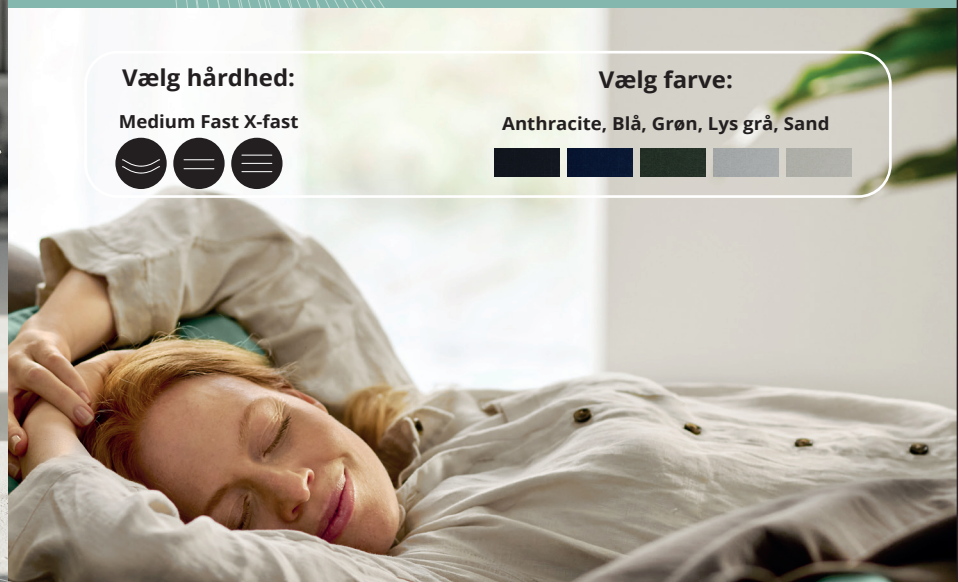 Vælg hårdhed:
Medium Fast X-fast
Vælg farve:
Anthracite, Blå, Grøn, Lys grå, Sand